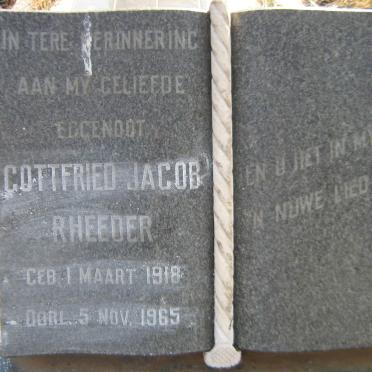 IN TERE HERINNERING
AAN MY GELIEFDE
EGGENOOT
GOTTFRIED JACOB
RHEEDER
GEB. 1 MAART 1918
OORL. 5 NOV. 1965
EN U HET IN MY
'N NUWE LIED